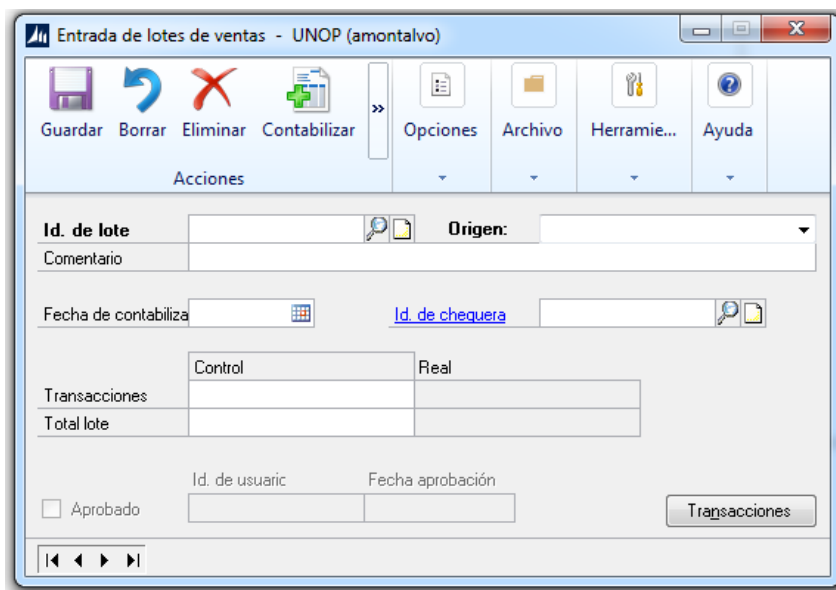 Entrada de lotes de ventas - UNOP (amontalvo)
Guardar Borrar Eliminar Contabilizar » Opciones Archivo Herramie... Ayuda
Acciones
Id. de lote Origen:
Comentario
Fecha de contabiliza Id. de chequera
Control Real
Transacciones
Total lote
Id. de usuaric Fecha aprobación
Aprobado Transacciones